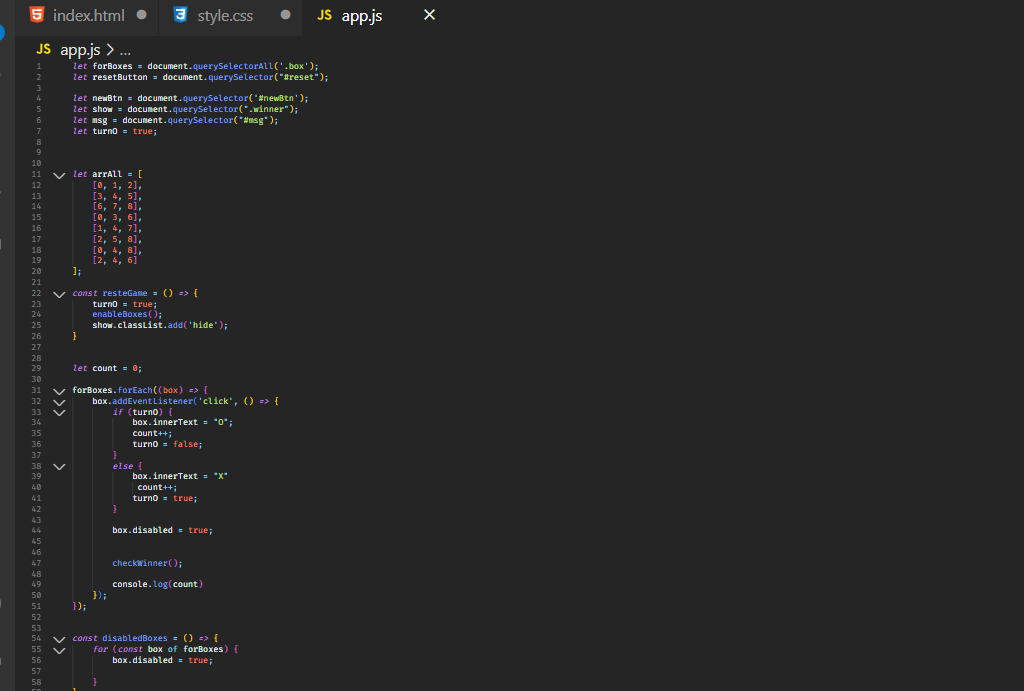 index.html
style.css
JS app.js
JS app.js > ...
1 let forBoxes = document.querySelectorAll('.box');
2 let resetButton = document.querySelector("#reset");
3
4 let newBtn = document.querySelector('#newBtn');
5 let show = document.querySelector(".winner");
6 let msg = document.querySelector("#msg");
7 let turnO = true;
8
9
10
11 let arrAll = [
12 [0, 1, 2],
13 [3, 4, 5],
14 [6, 7, 8],
15 [0, 3, 6],
16 [1, 4, 7],
17 [2, 5, 8],
18 [0, 4, 8],
19 [2, 4, 6]
20 ];
21
22 const resteGame = () => {
23 turnO = true;
24 enableBoxes();
25 show.classList.add('hide');
26 }
27
28
29 let count = 0;
30
31 forBoxes.forEach((box) => {
32 box.addEventListener('click', () => {
33 if (turnO) {
34 box.innerText = "O";
35 count++;
36 turnO = false;
37 }
38 else {
39 box.innerText = "X"
40 count++;
41 turnO = true;
42 }
43
44 box.disabled = true;
45
46
47 checkWinner();
48
49 console.log(count)
50 });
51 });
52
53
54 const disabledBoxes = () => {
55 for (const box of forBoxes) {
56 box.disabled = true;
57
58 }